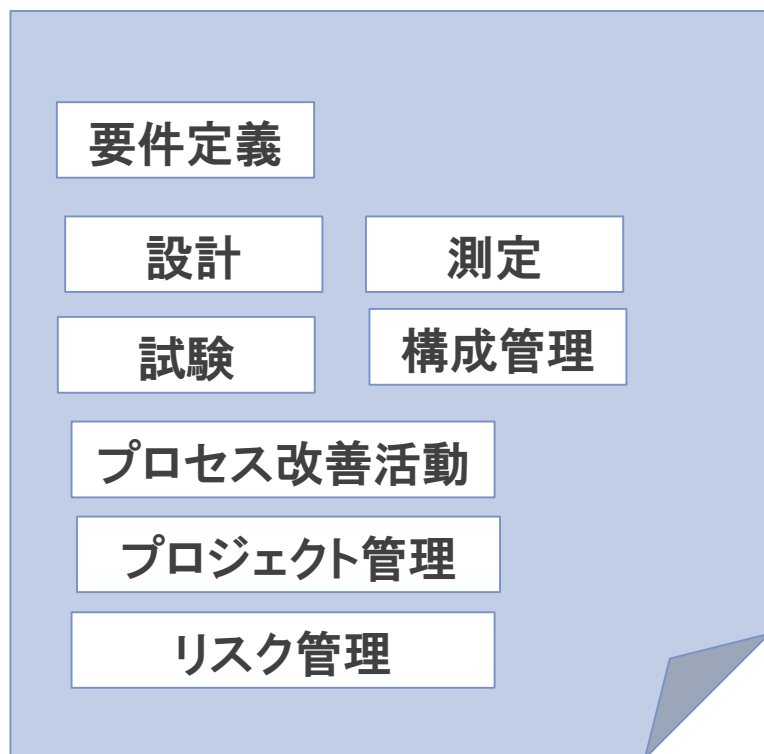 要件定義
設計
測定
試験
構成管理
プロセス改善活動
プロジェクト管理
リスク管理